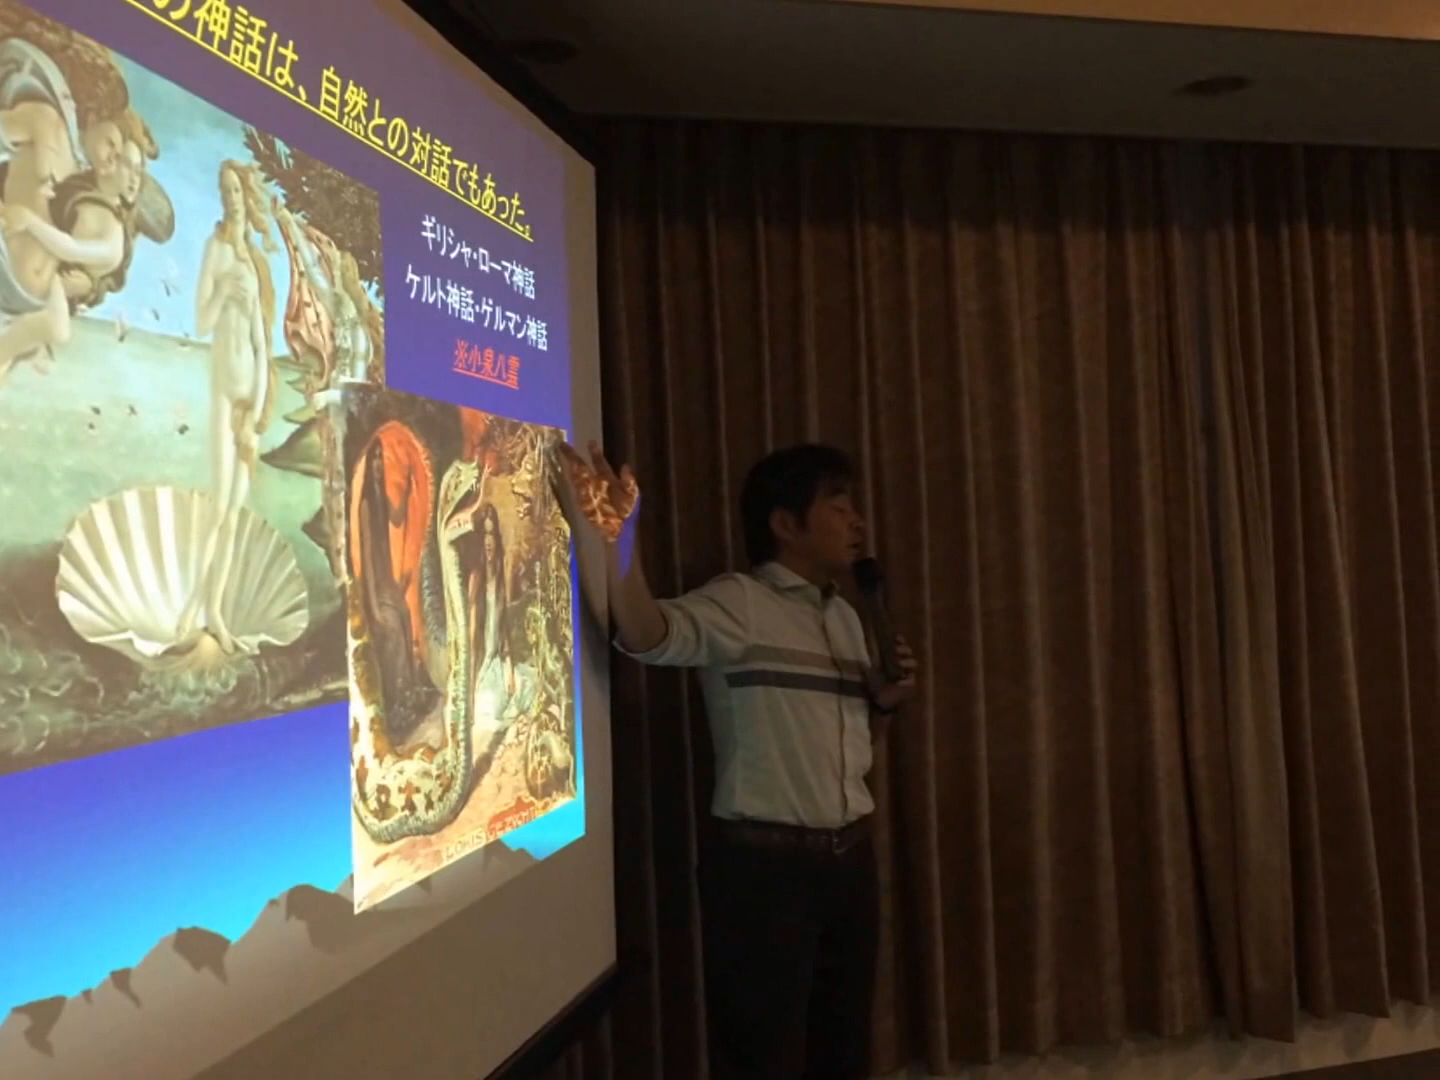 の神話は、自然との対話でもあった。
ギリシャ・ローマ神話
ケルト神話・ゲルマン神話
※小泉八雲